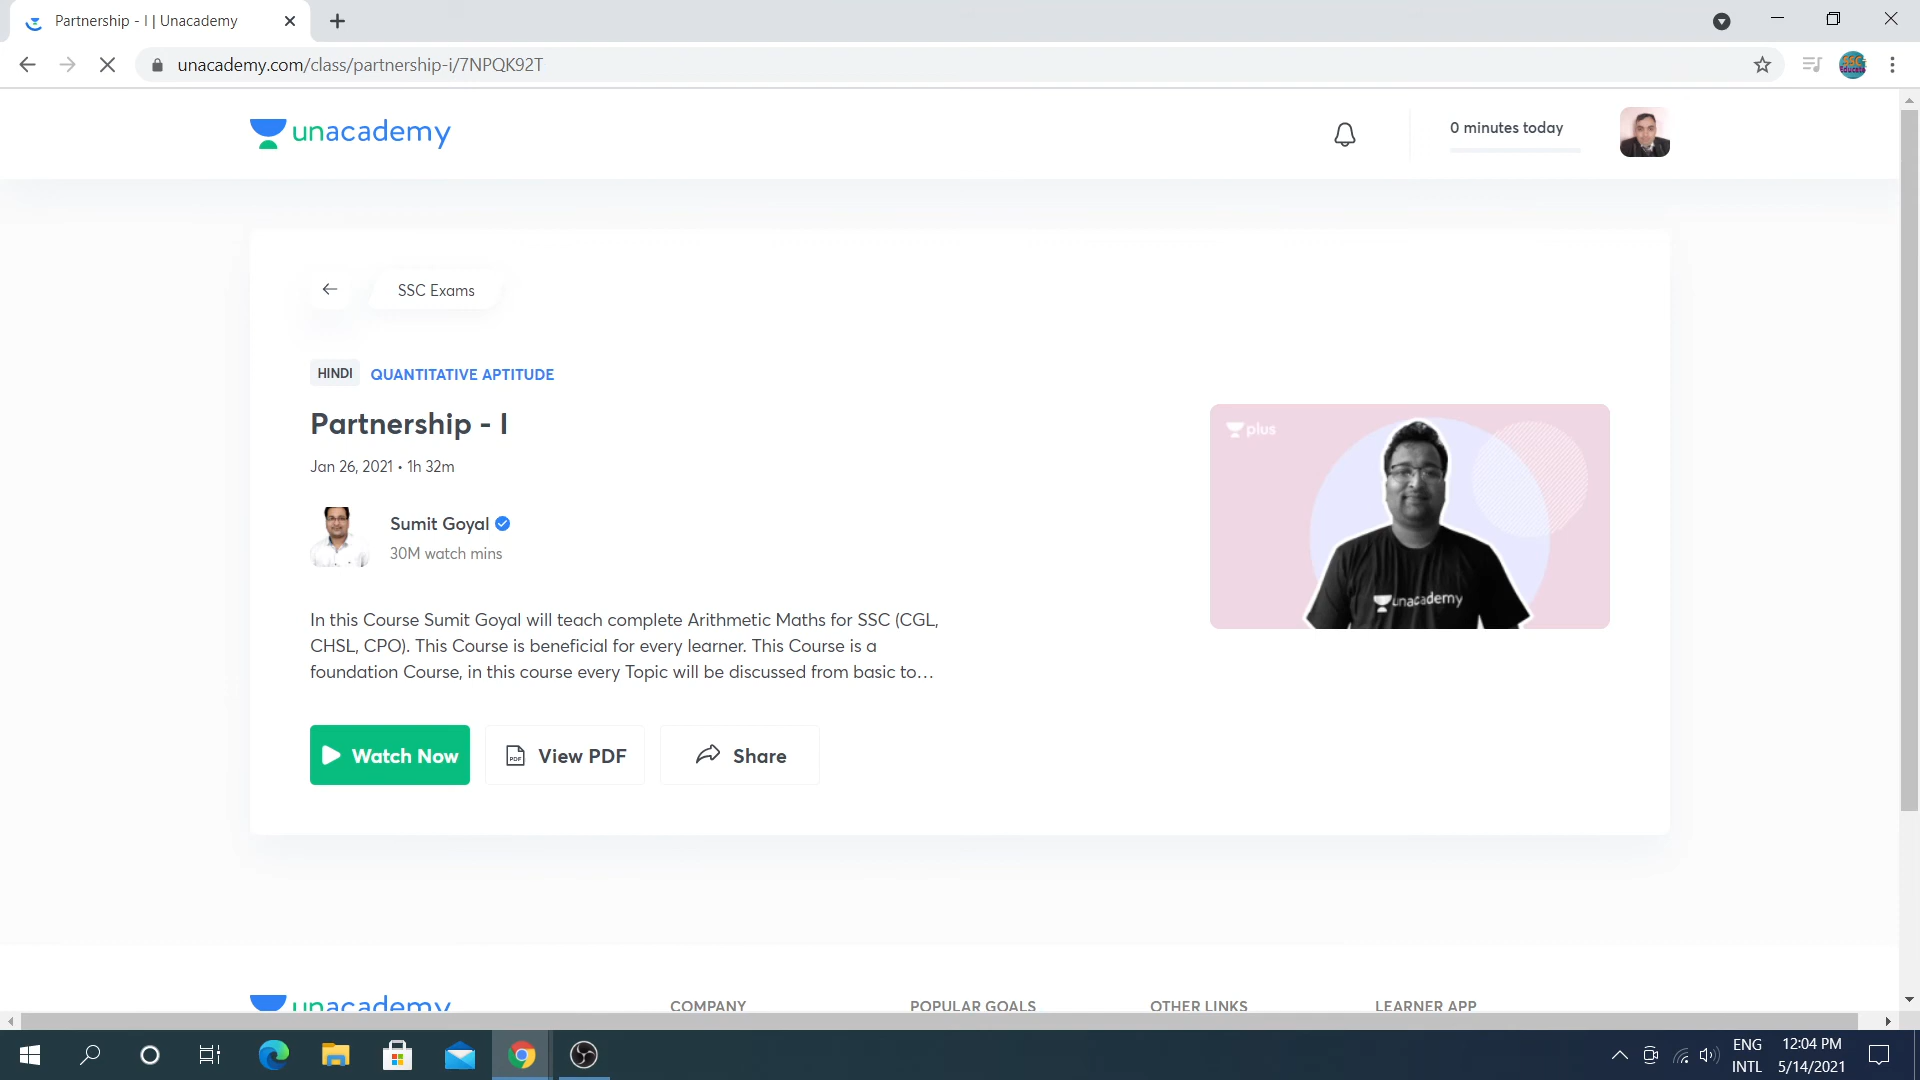 Partnership - I | Unacademy
unacademy.com/class/partnership-i/7NPQK92T
unacademy
0 minutes today
SSC Exams
HINDI QUANTITATIVE APTITUDE
Partnership - I
Jan 26, 2021 • 1h 32m
Sumit Goyal
30M watch mins
In this Course Sumit Goyal will teach complete Arithmetic Maths for SSC (CGL,
CHSL, CPO). This Course is beneficial for every learner. This Course is a
foundation Course, in this course every Topic will be discussed from basic to...
plus
unacademy
Watch Now
PDF View PDF
Share
unacademy
COMPANY
POPULAR GOALS
OTHER LINKS
LEARNER APP
ENG
INTL
12:04 PM
5/14/2021